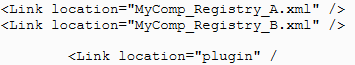 <Link location="MyComp_Registry_A.xml" />
<Link location="MyComp_Registry_B.xml" />
<Link location="plugin" /